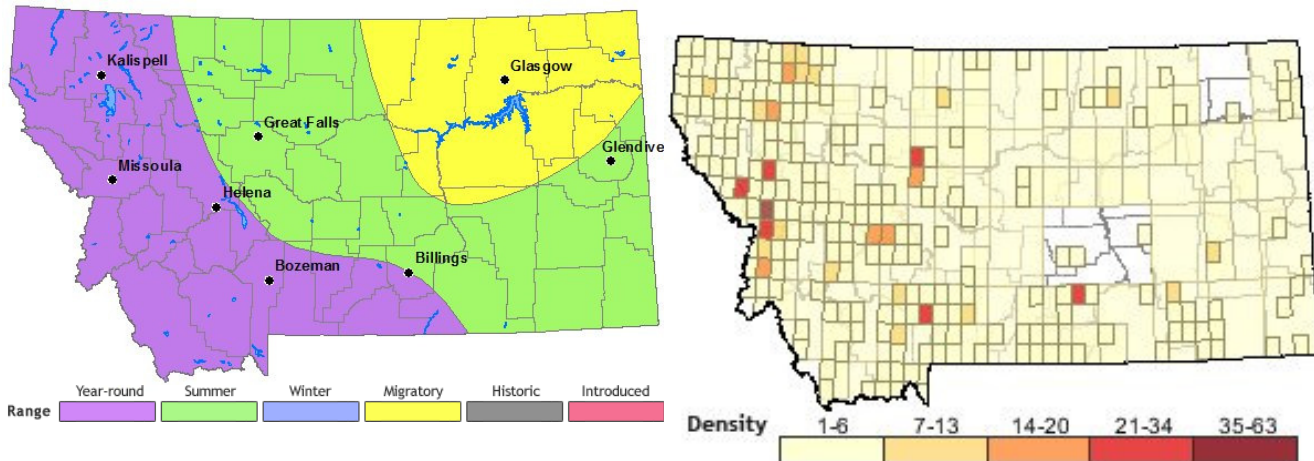 Kalispell
Glasgow
Great Falls
Glendive
Missoula
Helena
Billings
Bozeman
Year-round Summer Winter Migratory Historic Introduced
Range
Density 1-6 7-13 14-20 21-34 35-63